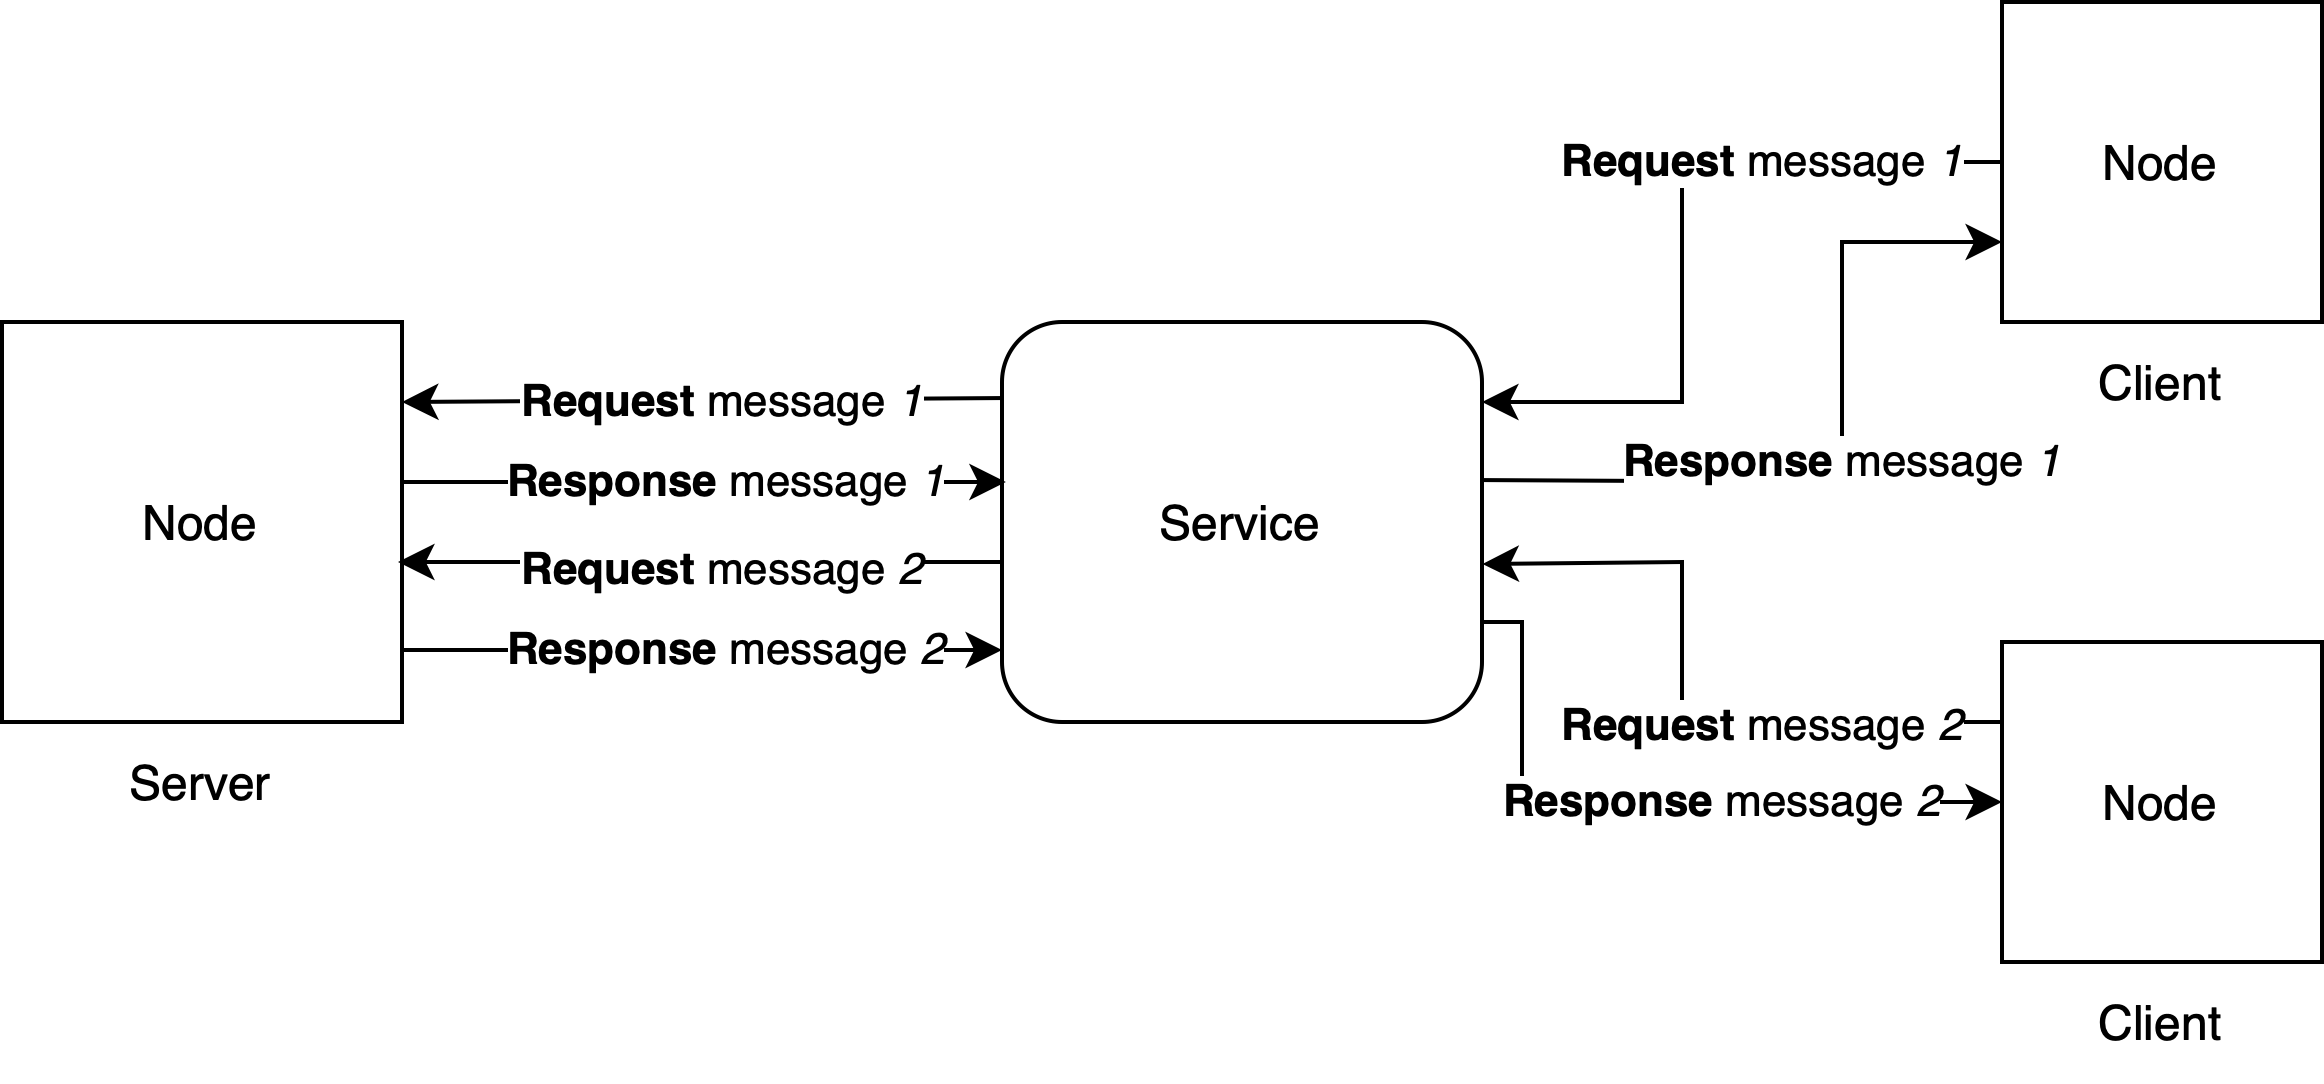 Request message 1
Node
Client
Request message 1
Response message 1
Response message 1
Node
Service
Request message 2
Response message 2
Server
Request message 2
Response message 2
Node
Client